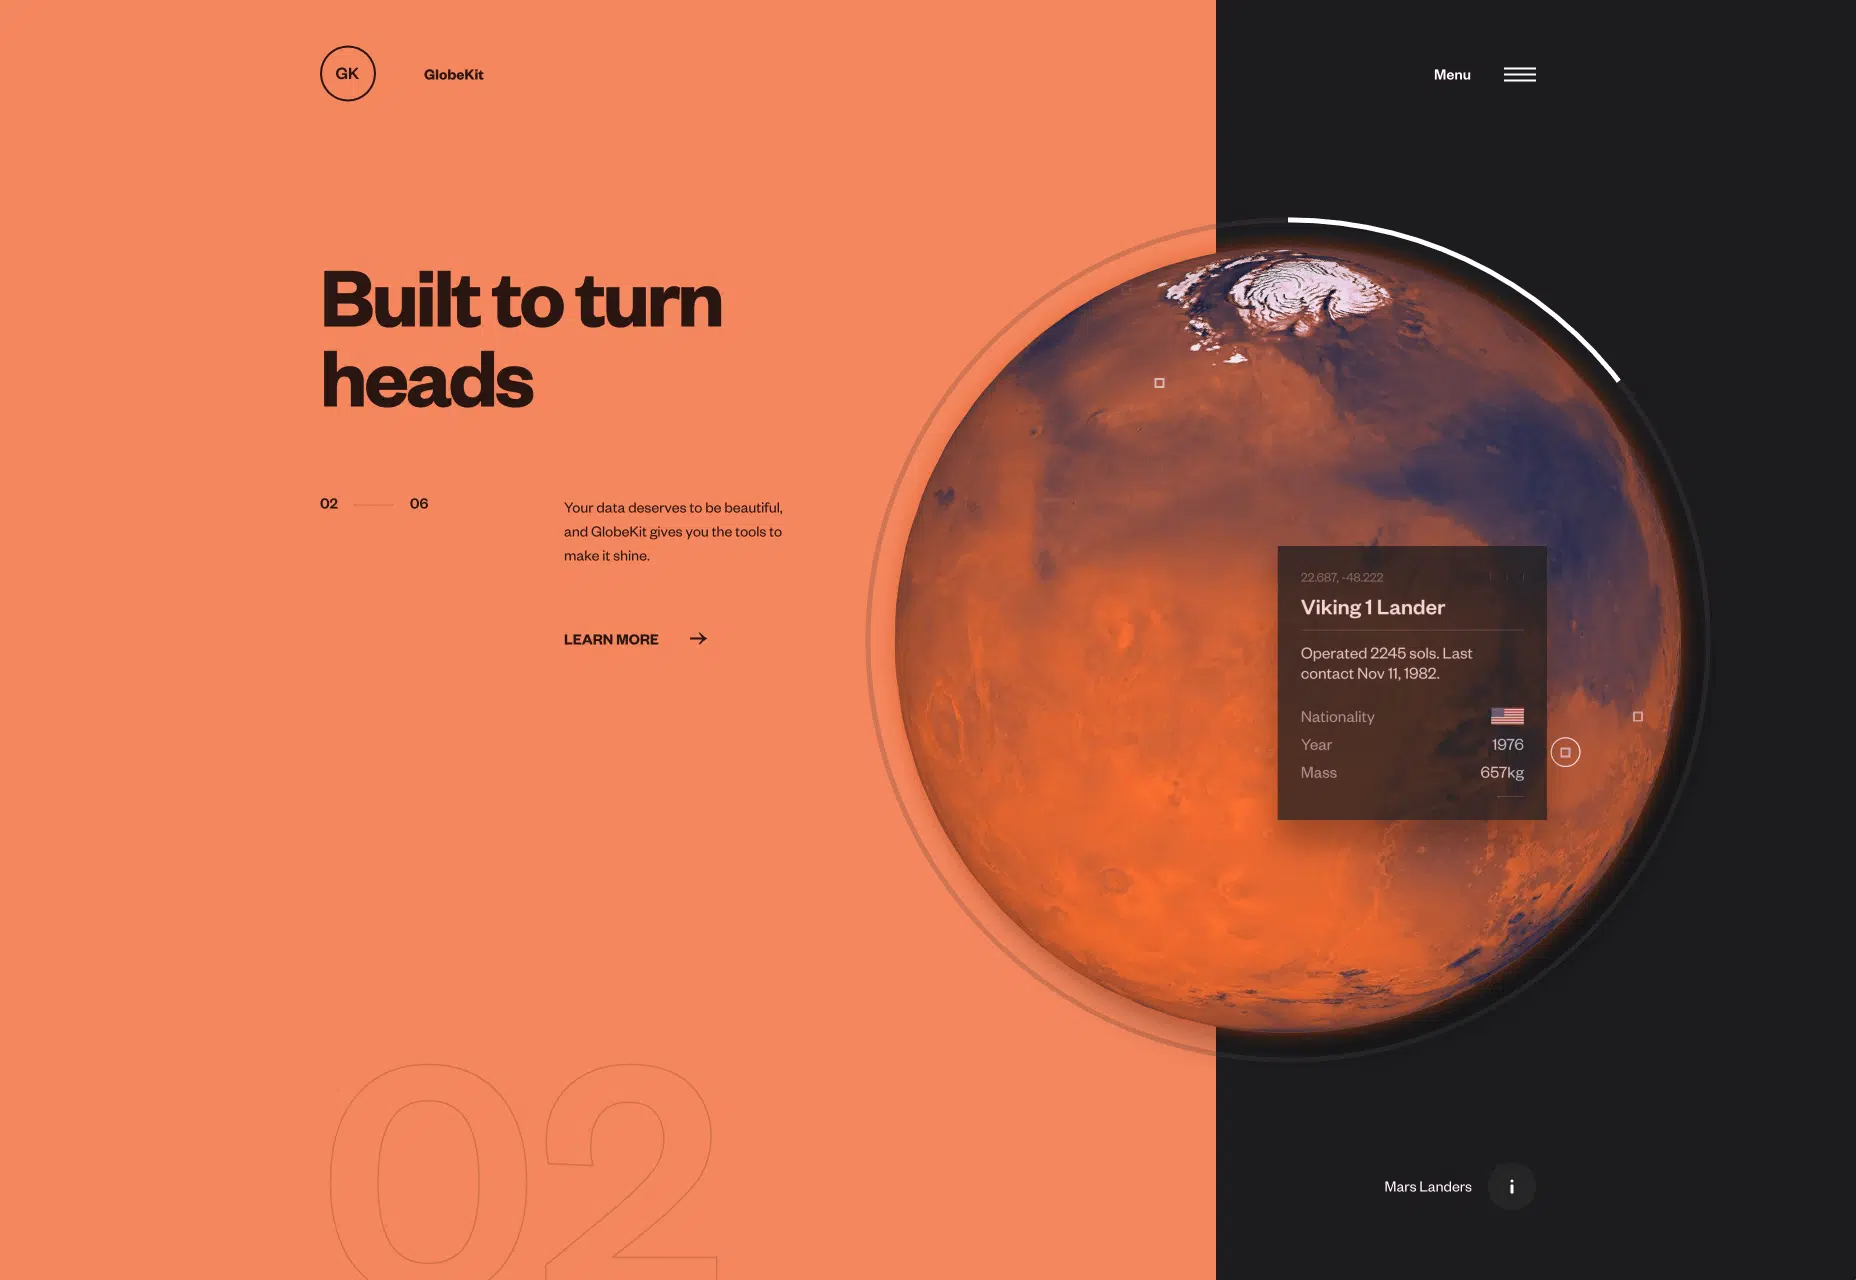 GK
GlobeKit
Menu
Built to turn
heads
02
06
Your data deserves to be beautiful,
and GlobeKit gives you the tools to
make it shine.
LEARN MORE
22.687, -48.222
Viking 1 Lander
Operated 2245 sols. Last
contact Nov 11, 1982.
Nationality
Year
1976
Mass
657kg
02
Mars Landers
i